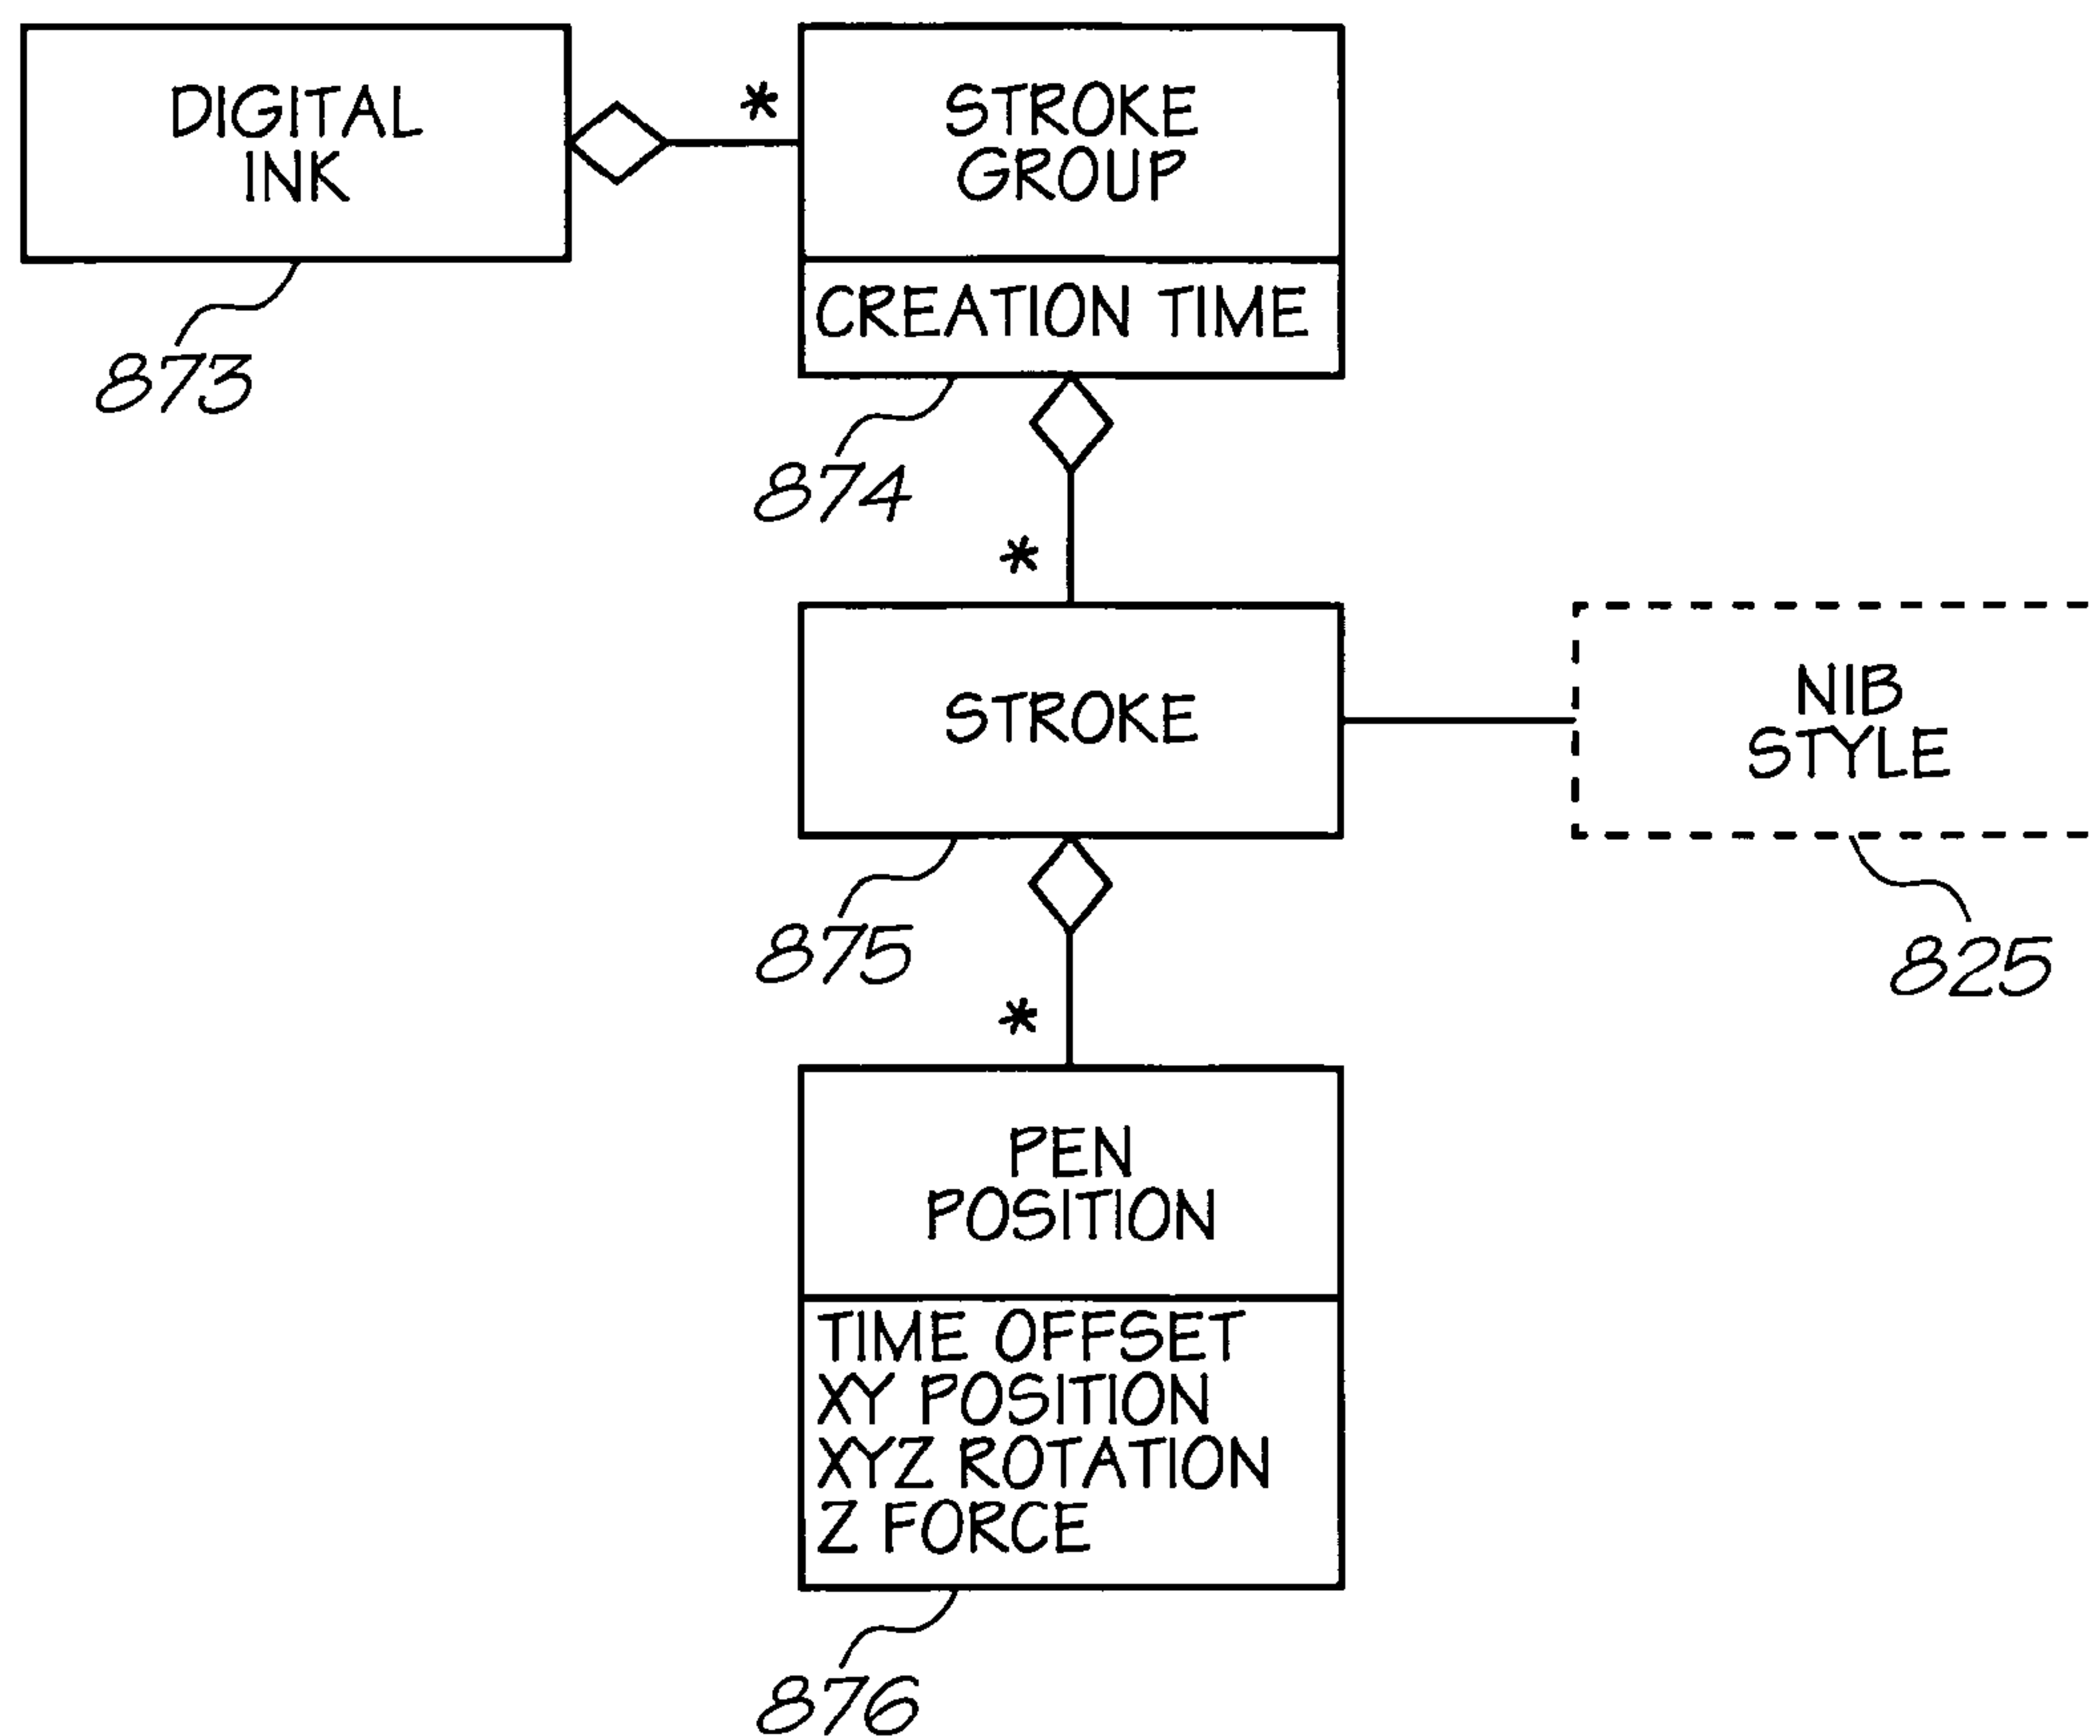 DIGITAL
INK
*
STROKE
GROUP
CREATION TIME
873
874
*
STROKE
NIB
STYLE
875
825
*
PEN
POSITION
TIME OFFSET
XY POSITION
XYZ ROTATION
Z FORCE
876